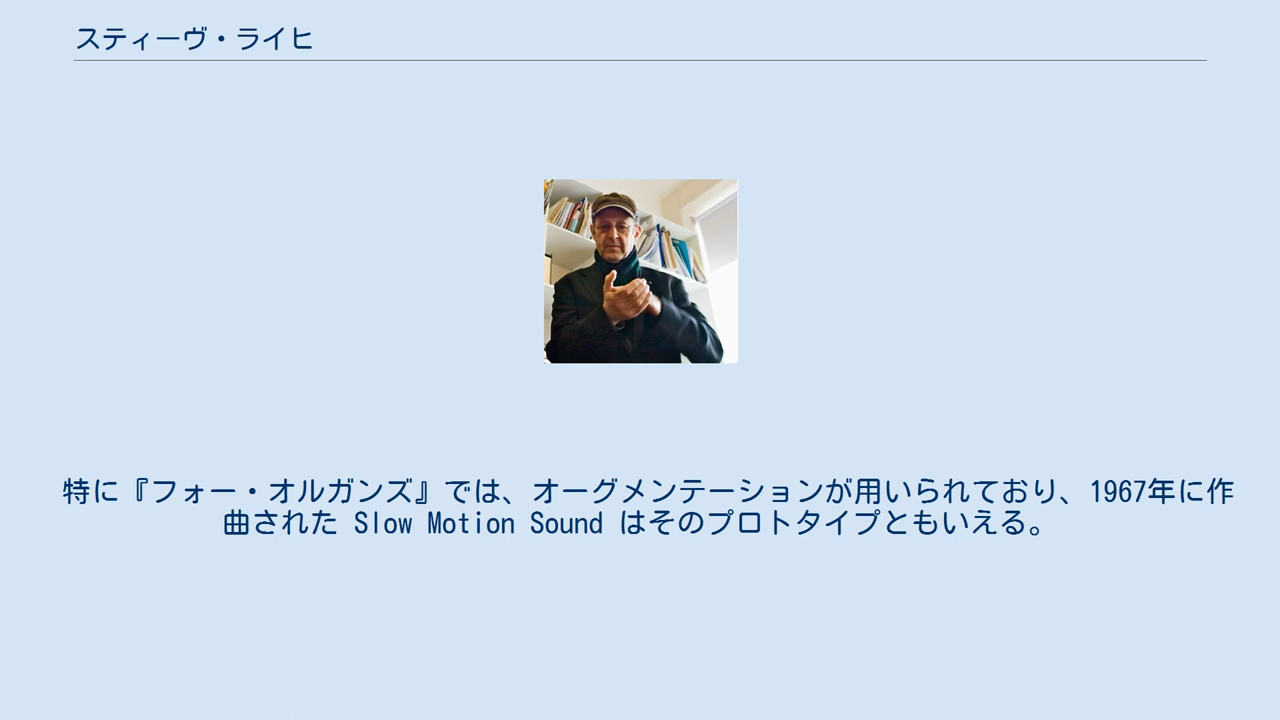 スティーヴ・ライヒ
特に『フォー・オルガンズ』では、オーグメンテーションが用いられており、1967年に作
曲された Slow Motion Sound はそのプロトタイプともいえる。